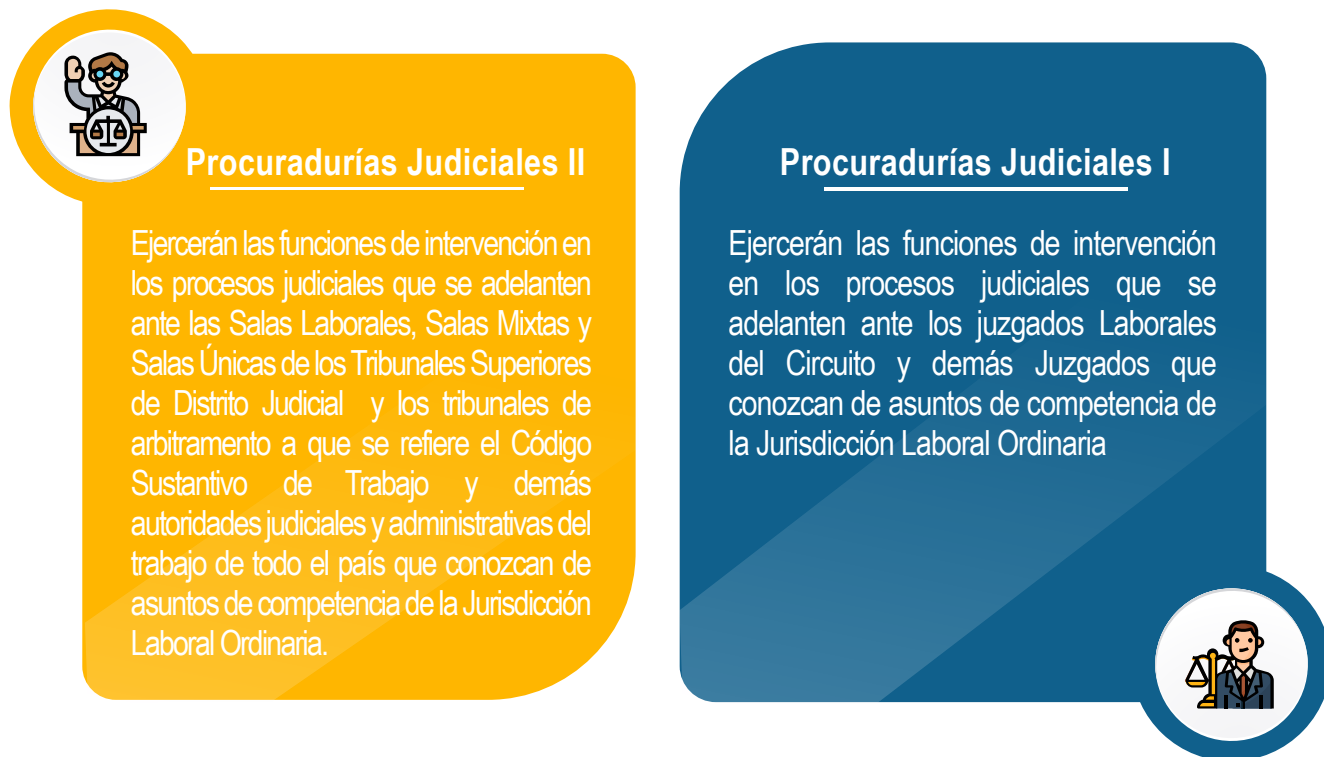 Procuradurías Judiciales II
Ejercerán las funciones de intervención en
los procesos judiciales que se adelanten
ante las Salas Laborales, Salas Mixtas y
Salas Únicas de los Tribunales Superiores
de Distrito Judicial y los tribunales de
arbitramento a que se refiere el Código
Sustantivo de Trabajo y demás
autoridades judiciales y administrativas del
trabajo de todo el país que conozcan de
asuntos de competencia de la Jurisdicción
Laboral Ordinaria.
Procuradurías Judiciales I
Ejercerán las funciones de intervención
en los procesos judiciales que se
adelanten ante los juzgados Laborales
del Circuito y demás Juzgados que
conozcan de asuntos de competencia de
la Jurisdicción Laboral Ordinaria